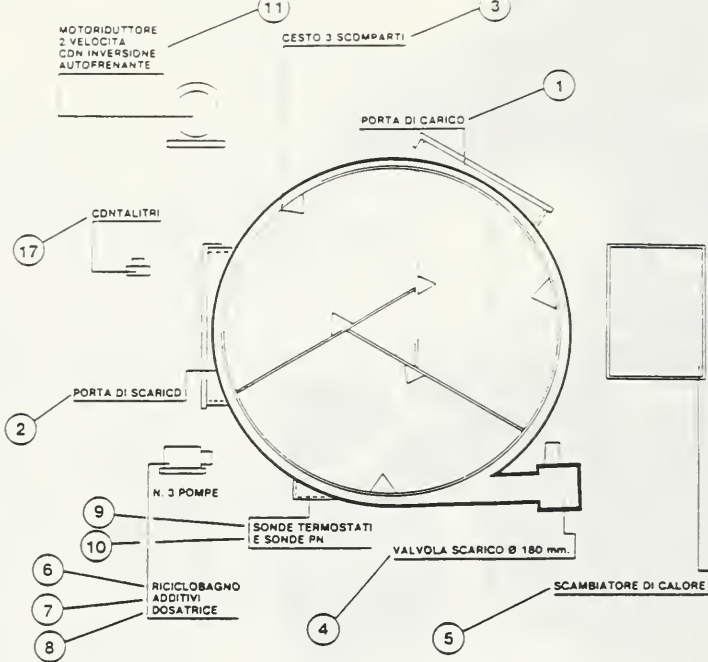 11
3
MOTORIDUTTORE
2 VELOCITA
CON INVERSIONE
AUTOFRENANTE
CESTO 3 SCOMPARTI
1
PORTA DI CARICO
CONTALITRI
17
PORTA DI SCARICO
2
N. 3 POMPE
9
10
SONDE TERMOSTATI
E SONDE PN
VALVOLA SCARICO Ø 180 mm.
6
7
8
RICICLOBAGNO
ADDITIVI
DOSATRICE
4
5
SCAMBIATORE DI CALORE